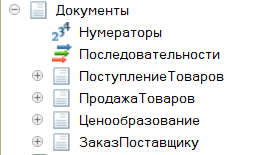 Документы
Нумераторы
Последовательности
ПоступлениеТоваров
ПродажаТоваров
Ценообразование
ЗаказПоставщику